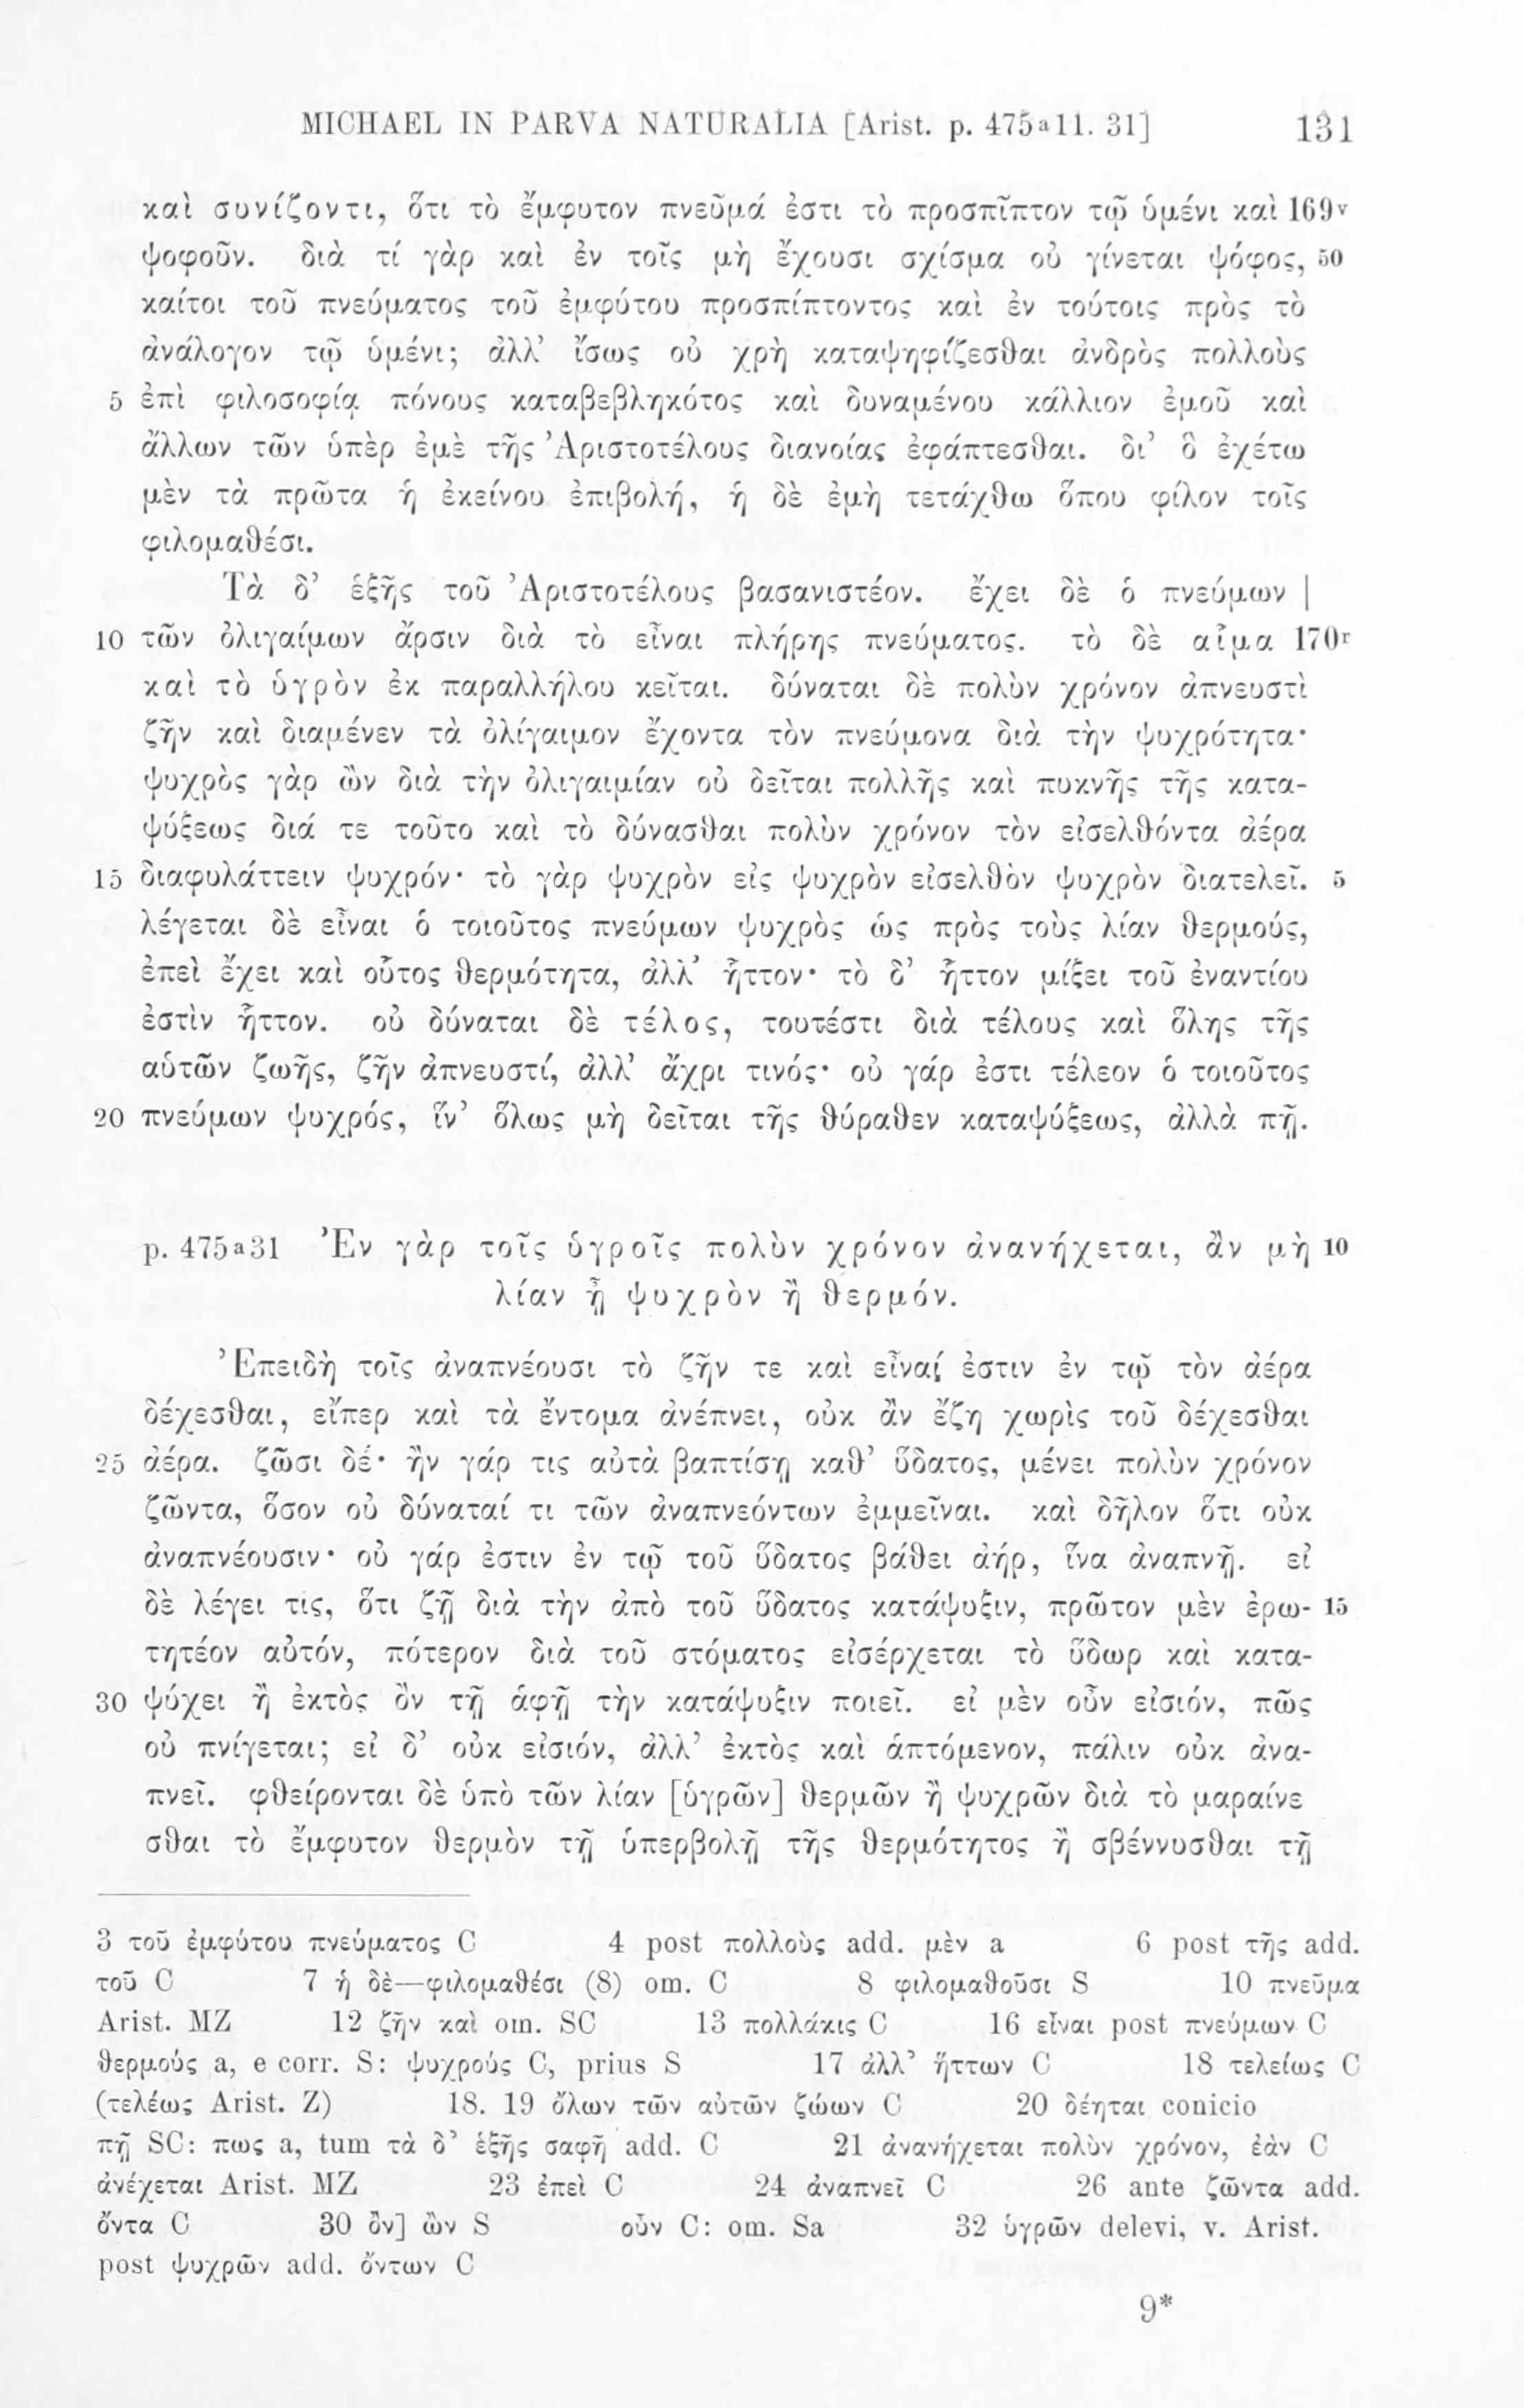 MICHAEL IN PARVA NATURALIA [Arist. p. 475a11. 31] 131
καὶ συνίζοντι, ὅτι τὸ ἔμφυτον πνεῦμά ἐστι τὸ προσπῖπτον τῷ ὑμένι καὶ 169v
ψοφοῦν. διὰ τί γὰρ καὶ ἐν τοῖς μὴ ἔχουσι σχίσμα οὐ γίνεται ψόφος, 50
καίτοι τοῦ πνεύματος τοῦ ἐμφύτου προσπίπτοντος καὶ ἐν τούτοις πρὸς τὸ
ἀνάλογον τῷ ὑμένι; ἀλλ’ ἴσως οὐ χρὴ καταψηφίζεσθαι ἀνδρὸς πολλοὺς
5 ἐπὶ φιλοσοφίᾳ πόνους καταβεβληκότος καὶ δυναμένου κάλλιον ἐμοῦ καὶ
ἄλλων τῶν ὑπὲρ ἐμὲ τῆς Ἀριστοτέλους διανοίας ἐφάπτεσθαι. δι’ ὃ ἐχέτω
μὲν τὰ πρῶτα ἡ ἐκείνου ἐπιβολή, ἡ δὲ ἐμὴ τετάχθω ὅπου φίλον τοῖς
φιλομαθέσι.
Τὰ δ’ ἑξῆς τοῦ Ἀριστοτέλους βασανιστέον. ἔχει δὲ ὁ πνεύμων |
10 τῶν ὀλιγαίμων ἄρσιν διὰ τὸ εἶναι πλήρης πνεύματος. τὸ δὲ αἷμα 170r
καὶ τὸ ὑγρὸν ἐκ παραλλήλου κεῖται. δύναται δὲ πολὺν χρόνον ἀπνευστὶ
ζῆν καὶ διαμένεν τὰ ὀλίγαιμον ἔχοντα τὸν πνεύμονα διὰ τὴν ψυχρότητα·
ψυχρὸς γὰρ ὢν διὰ τὴν ὀλιγαιμίαν οὐ δεῖται πολλῆς καὶ πυκνῆς τῆς κατα-
ψύξεως διά τε τοῦτο καὶ τὸ δύνασθαι πολὺν χρόνον τὸν εἰσελθόντα ἀέρα
15 διαφυλάττειν ψυχρόν· τὸ γὰρ ψυχρὸν εἰς ψυχρὸν εἰσελθὸν ψυχρὸν διατελεῖ. 5
λέγεται δὲ εἶναι ὁ τοιοῦτος πνεύμων ψυχρὸς ὡς πρὸς τοὺς λίαν θερμούς,
ἐπεὶ ἔχει καὶ οὗτος θερμότητα, ἀλλ’ ἧττον· τὸ δ’ ἧττον μίξει τοῦ ἐναντίου
ἐστὶν ἧττον. οὐ δύναται δὲ τέλος, τουτέστι διὰ τέλους καὶ ὅλης τῆς
αὑτῶν ζωῆς, ζῆν ἀπνευστί, ἀλλ’ ἄχρι τινός· οὐ γάρ ἐστι τέλεον ὁ τοιοῦτος
20 πνεύμων ψυχρός, ἵν’ ὅλως μὴ δεῖται τῆς θύραθεν καταψύξεως, ἀλλὰ πῇ.
p. 475a31 Ἐν γὰρ τοῖς ὑγροῖς πολὺν χρόνον ἀνανήχεται, ἂν μὴ 10
λίαν ᾖ ψυχρὸν ἢ θερμόν.
Ἐπειδὴ τοῖς ἀναπνέουσι τὸ ζῆν τε καὶ εἶναί ἐστιν ἐν τῷ τὸν ἀέρα
δέχεσθαι, εἴπερ καὶ τὰ ἔντομα ἀνέπνει, οὐκ ἂν ἔζη χωρὶς τοῦ δέχεσθαι
25 ἀέρα. ζῶσι δέ· ἢν γάρ τις αὐτὰ βαπτίσῃ καθ’ ὕδατος, μένει πολὺν χρόνον
ζῶντα, ὅσον οὐ δύναταί τι τῶν ἀναπνεόντων ἐμμεῖναι. καὶ δῆλον ὅτι οὐκ
ἀναπνέουσιν· οὐ γάρ ἐστιν ἐν τῷ τοῦ ὕδατος βάθει ἀήρ, ἵνα ἀναπνῇ. εἰ
δὲ λέγει τις, ὅτι ζῇ διὰ τὴν ἀπὸ τοῦ ὕδατος κατάψυξιν, πρῶτον μὲν ἐρω- 15
τητέον αὐτόν, πότερον διὰ τοῦ στόματος εἰσέρχεται τὸ ὕδωρ καὶ κατα-
30 ψύχει ἢ ἐκτὸς ὂν τῇ ἁφῇ τὴν κατάψυξιν ποιεῖ. εἰ μὲν οὖν εἰσιόν, πῶς
οὐ πνίγεται; εἰ δ’ οὐκ εἰσιόν, ἀλλ’ ἐκτὸς καὶ ἁπτόμενον, πάλιν οὐκ ἀνα-
πνεῖ. φθείρονται δὲ ὑπὸ τῶν λίαν [ὑγρῶν] θερμῶν ἢ ψυχρῶν διὰ τὸ μαραίνε
σθαι τὸ ἔμφυτον θερμὸν τῇ ὑπερβολῇ τῆς θερμότητος ἢ σβέννυσθαι τῇ
3 τοῦ ἐμφύτου πνεύματος C 4 post πολλοὺς add. μὲν a 6 post τῆς add.
τοῦ C 7 ἡ δὲ—φιλομαθέσι (8) om. C 8 φιλομαθοῦσι S 10 πνεῦμα
Arist. MZ 12 ζῆν καὶ om. SC 13 πολλάκις C 16 εἶναι post πνεύμων C
θερμούς a, e corr. S: ψυχρούς C, prius S 17 ἀλλ’ ἥττων C 18 τελείως C
(τελέως Arist. Z) 18. 19 ὅλων τῶν αὐτῶν ζώων C 20 δέηται conicio
πῇ SC: πως a, tum τὰ δ’ ἑξῆς σαφῆ add. C 21 ἀνανήχεται πολὺν χρόνον, ἐὰν C
ἀνέχεται Arist. MZ 23 ἐπεὶ C 24 ἀναπνεῖ C 26 ante ζῶντα add.
ὄντα C 30 ὂν] ὢν S οὖν C: om. Sa 32 ὑγρῶν delevi, v. Arist.
post ψυχρῶν add. ὄντων C
9*